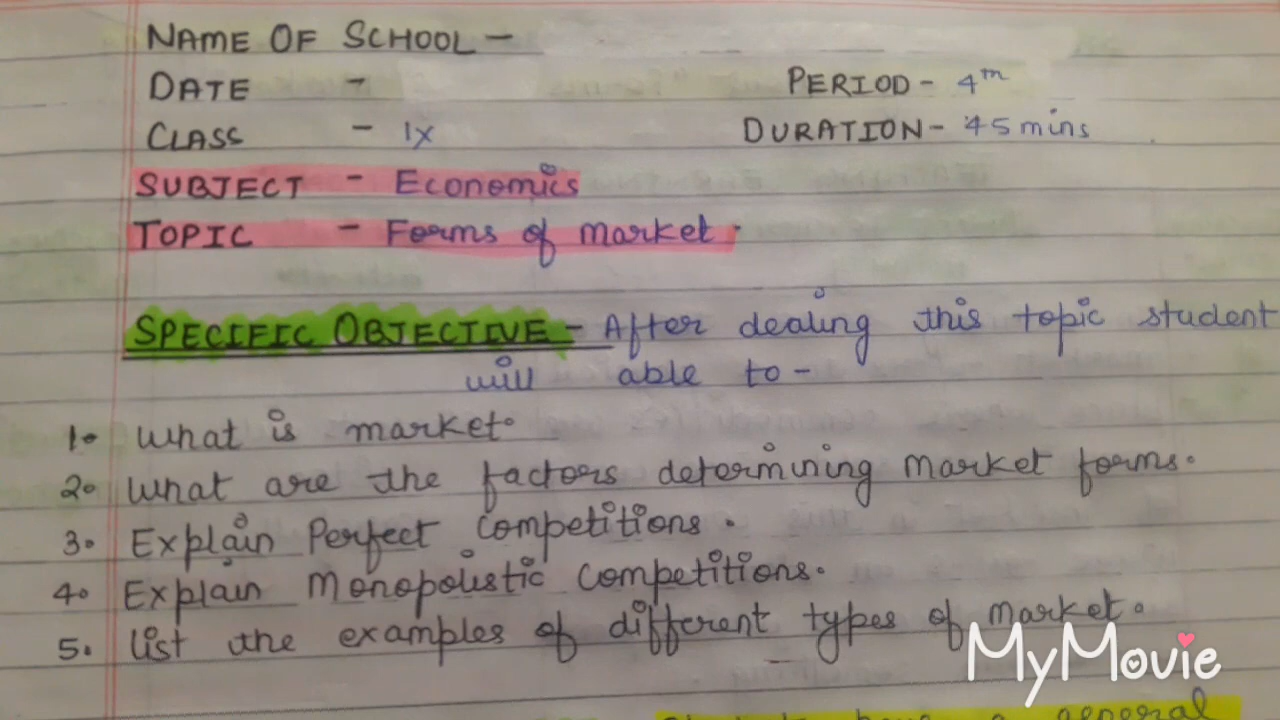 NAME OF SCHOOL -
DATE -
PERIOD - 4th
CLASS - IX
DURATION - 45 mins
SUBJECT - Economics
TOPIC - Forms of market.
SPECIFIC OBJECTIVE - After dealing this topic student
will able to -
1. What is market.
2. What are the factors determining market forms.
3. Explain Perfect Competitions.
4. Explain Monopolistic Competitions.
5. List the examples of different types of market.
MyMovie
have a general